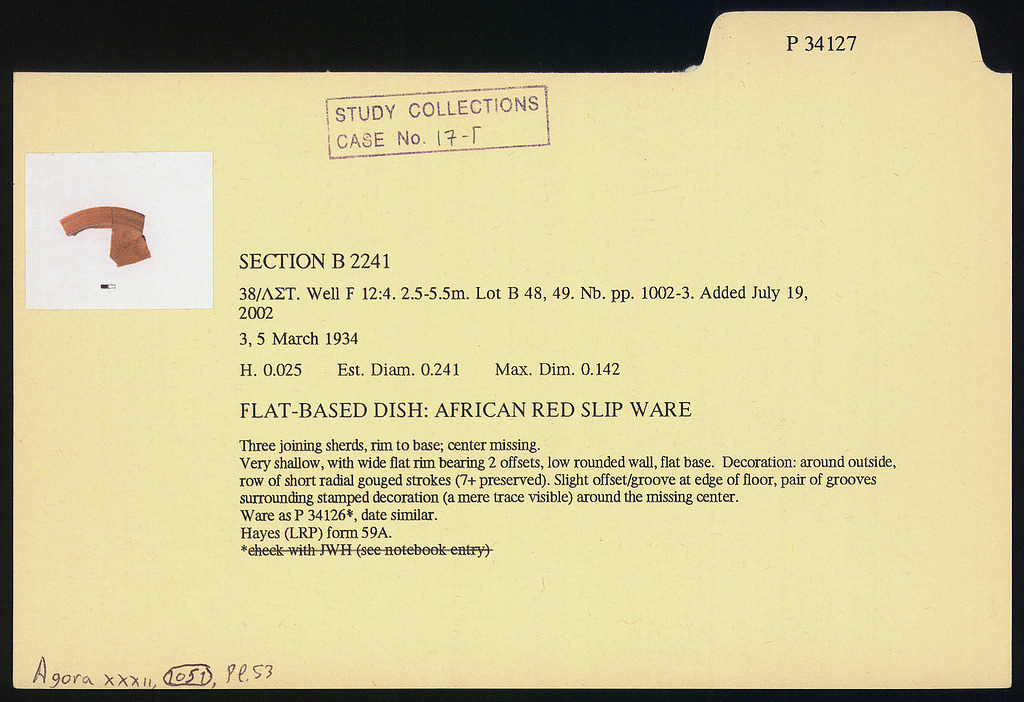 P 34127
STUDY COLLECTIONS
CASE No. 17-Γ
SECTION B 2241
38/ΛΣΤ. Well F 12:4. 2.5-5.5m. Lot B 48, 49. Nb. pp. 1002-3. Added July 19,
2002
3, 5 March 1934
H. 0.025 Est. Diam. 0.241 Max. Dim. 0.142
FLAT-BASED DISH: AFRICAN RED SLIP WARE
Three joining sherds, rim to base; center missing.
Very shallow, with wide flat rim bearing 2 offsets, low rounded wall, flat base. Decoration: around outside,
row of short radial gouged strokes (7+ preserved). Slight offset/groove at edge of floor, pair of grooves
surrounding stamped decoration (a mere trace visible) around the missing center.
Ware as P 34126*, date similar.
Hayes (LRP) form 59A.
*check with JWH (see notebook entry)
Agora XXXII, 1051, Pl. 53